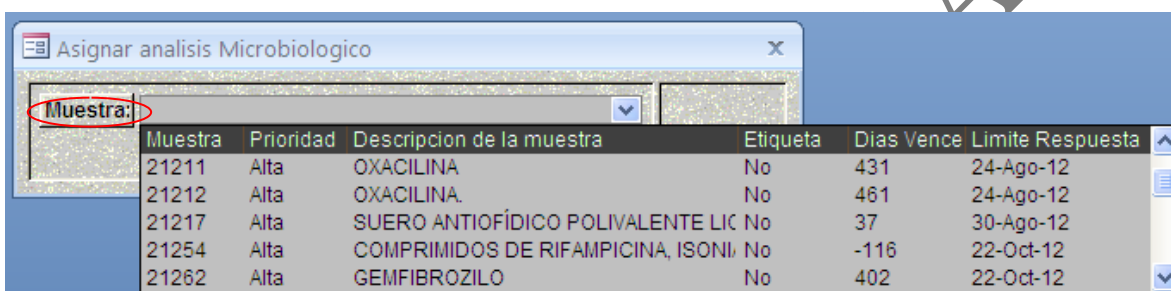 Asignar analisis Microbiologico
Muestra:
Muestra Prioridad Descripcion de la muestra Etiqueta Dias Vence Limite Respuesta
21211 Alta OXACILINA No 431 24-Ago-12
21212 Alta OXACILINA. No 461 24-Ago-12
21217 Alta SUERO ANTIOFÍDICO POLIVALENTE LIC No 37 30-Ago-12
21254 Alta COMPRIMIDOS DE RIFAMPICINA, ISONI No -116 22-Oct-12
21262 Alta GEMFIBROZILO No 402 22-Oct-12